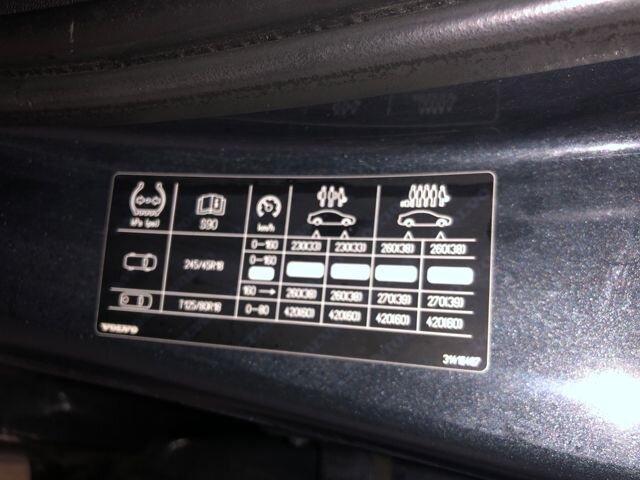 kPa (psi) S90 km/h
0-160 230(33) 230(33) 260(38) 260(38)
245/45R18 0-160
160→ 260(38) 260(38) 270(39) 270(39)
T125/80R18 0-80 420(60) 420(60) 420(60) 420(60)
VOLVO